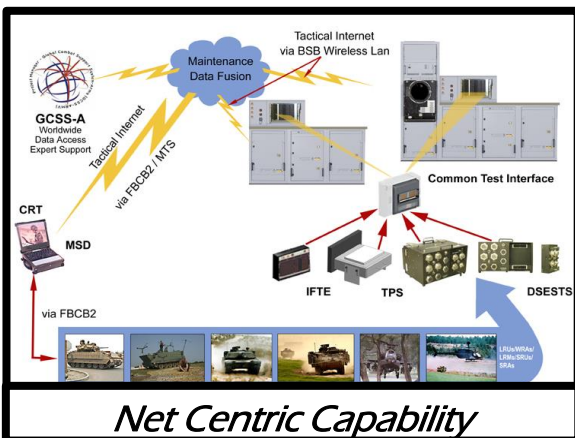 Tactical Internet
via BSB Wireless Lan
Maintenance
Data Fusion
GCSS-A
Worldwide
Data Access
Expert Support
Tactical Internet
via FBCB2 / MTS
Common Test Interface
CRT
MSD
IFTE
TPS
DSESTS
via FBCB2
LRUs/WRAs/
LRMs/SRUs/
SRAs
Net Centric Capability